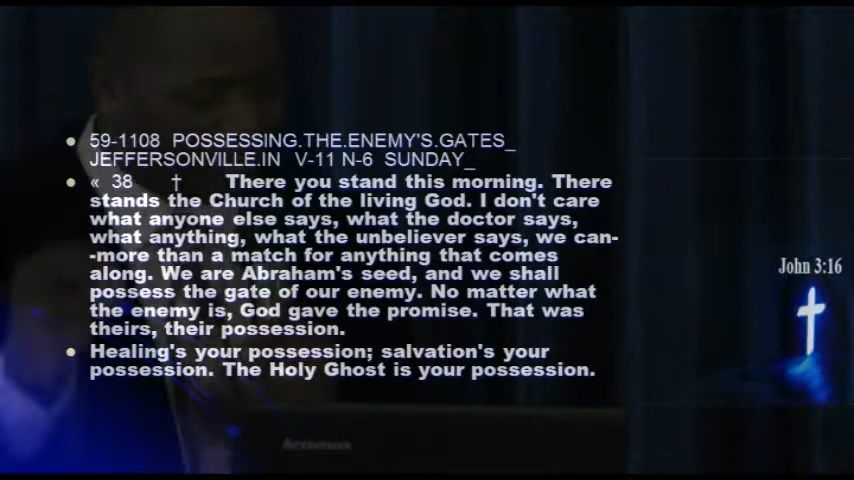 59-1108 POSSESSING.THE.ENEMY'S.GATES_
JEFFERSONVILLE.IN V-11 N-6 SUNDAY_
« 38 † There you stand this morning. There
stands the Church of the living God. I don't care
what anyone else says, what the doctor says,
what anything, what the unbeliever says, we can-
-more than a match for anything that comes
along. We are Abraham's seed, and we shall
possess the gate of our enemy. No matter what
the enemy is, God gave the promise. That was
theirs, their possession.
Healing's your possession; salvation's your
possession. The Holy Ghost is your possession.
John 3:16